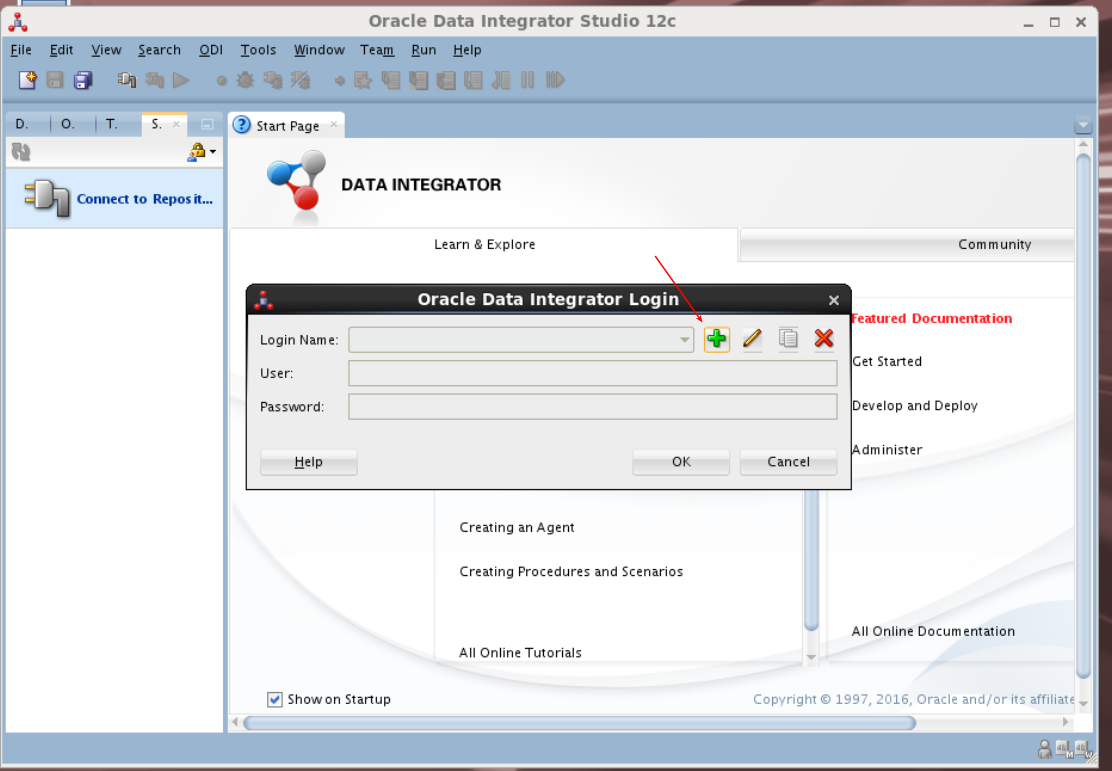 Oracle Data Integrator Studio 12c
File Edit View Search ODI Tools Window Team Run Help
D. O. T. S.
Start Page
Connect to Reposit...
DATA INTEGRATOR
Learn & Explore
Community
Oracle Data Integrator Login
Login Name:
User:
Password:
Help
OK
Cancel
Featured Documentation
Get Started
Develop and Deploy
Administer
Creating an Agent
Creating Procedures and Scenarios
All Online Tutorials
All Online Documentation
Show on Startup
Copyright © 1997, 2016, Oracle and/or its affiliate